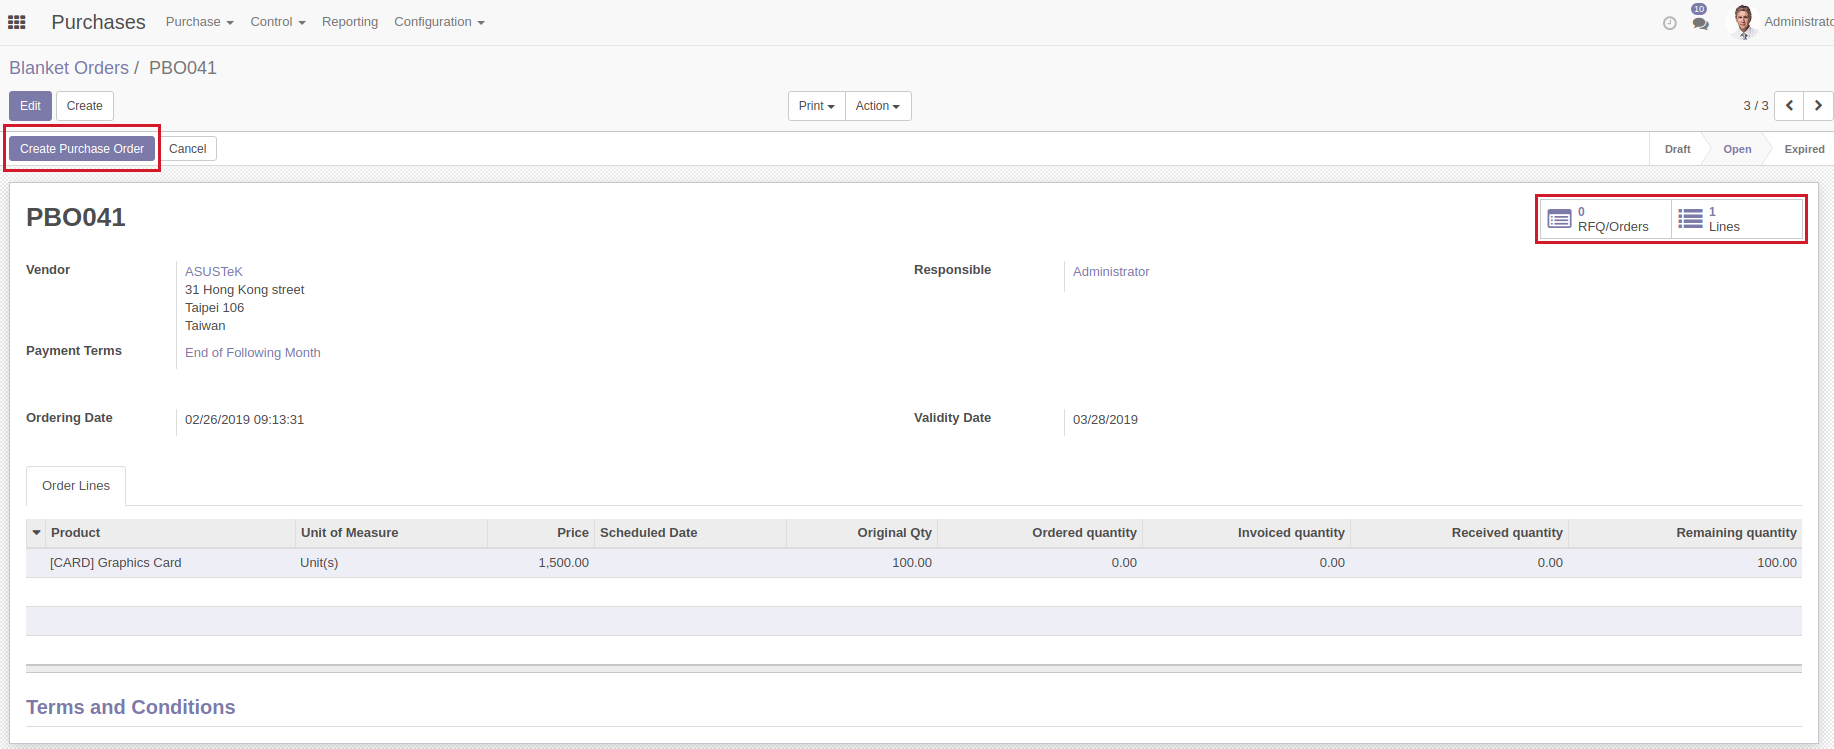 Purchases Purchase Control Reporting Configuration 10 Administrato
Blanket Orders / PBO041
Edit Create Print Action 3 / 3
Create Purchase Order Cancel Draft Open Expired
PBO041
0
RFQ/Orders
1
Lines
Vendor
ASUSTeK
31 Hong Kong street
Taipei 106
Taiwan
Responsible Administrator
Payment Terms End of Following Month
Ordering Date 02/26/2019 09:13:31
Validity Date 03/28/2019
Order Lines
Product Unit of Measure Price Scheduled Date Original Qty Ordered quantity Invoiced quantity Received quantity Remaining quantity
[CARD] Graphics Card Unit(s) 1,500.00 100.00 0.00 0.00 0.00 100.00
Terms and Conditions